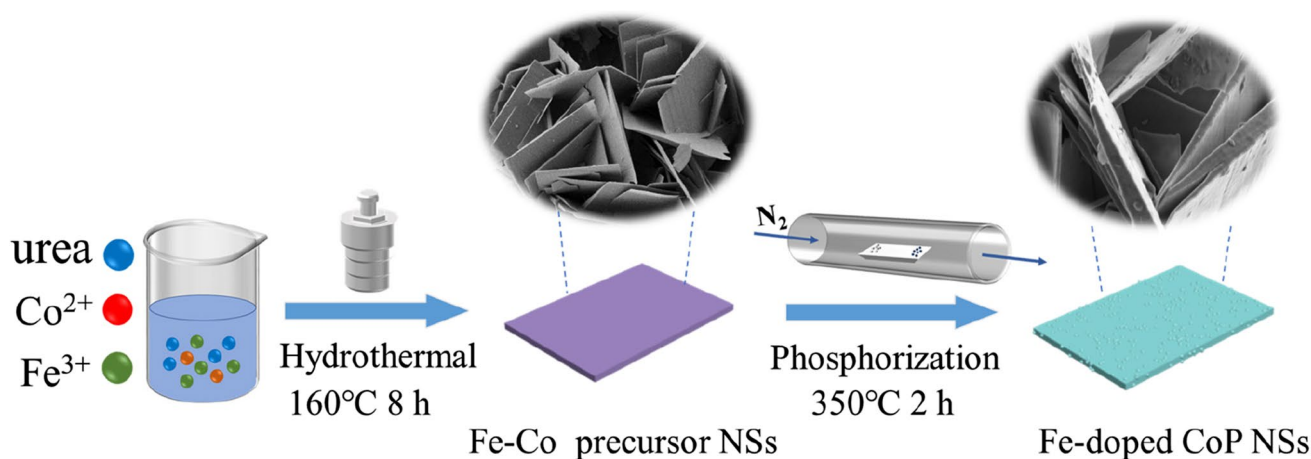 urea
Co²⁺
Fe³⁺
Hydrothermal
160℃ 8 h
Fe-Co precursor NSs
N₂
Phosphorization
350℃ 2 h
Fe-doped CoP NSs